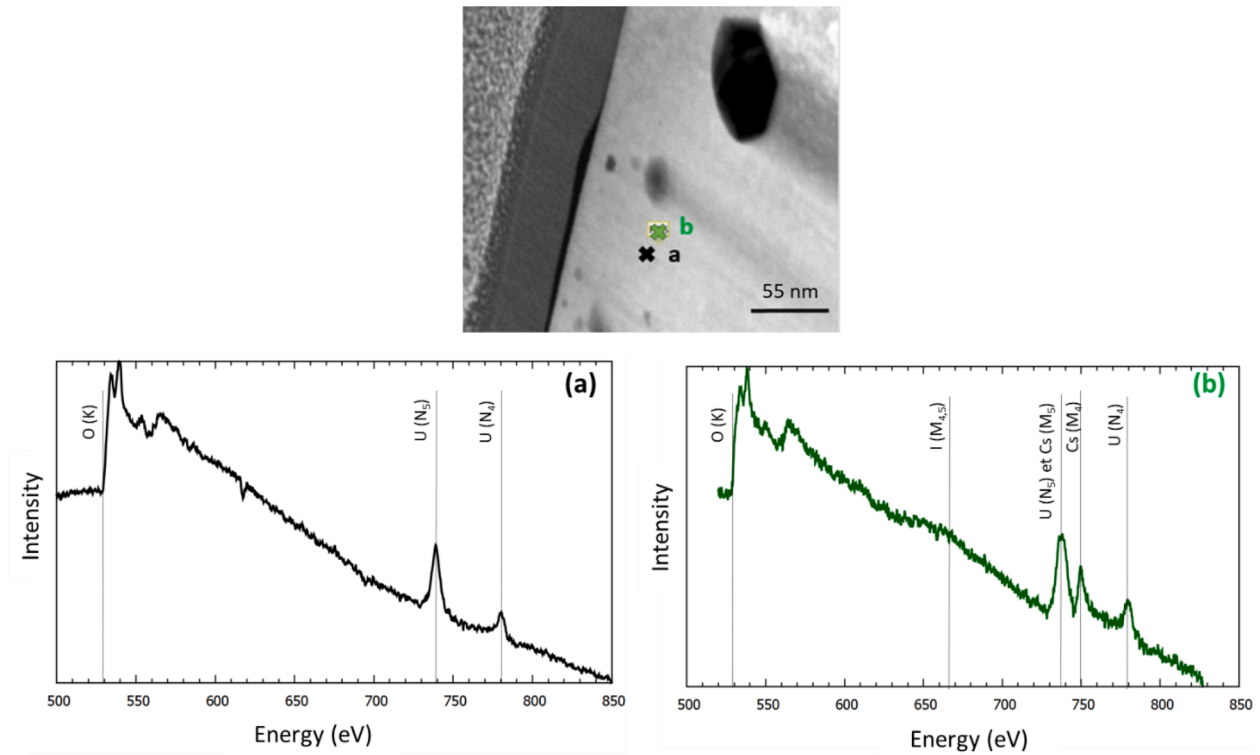 b
a
55 nm
(a)
O (K)
U (N₅)
U (N₄)
Intensity
500 550 600 650 700 750 800 850
Energy (eV)
(b)
O (K)
I (M₄,₅)
U (N₅) et Cs (M₅)
Cs (M₄)
U (N₄)
Intensity
500 550 600 650 700 750 800 850
Energy (eV)